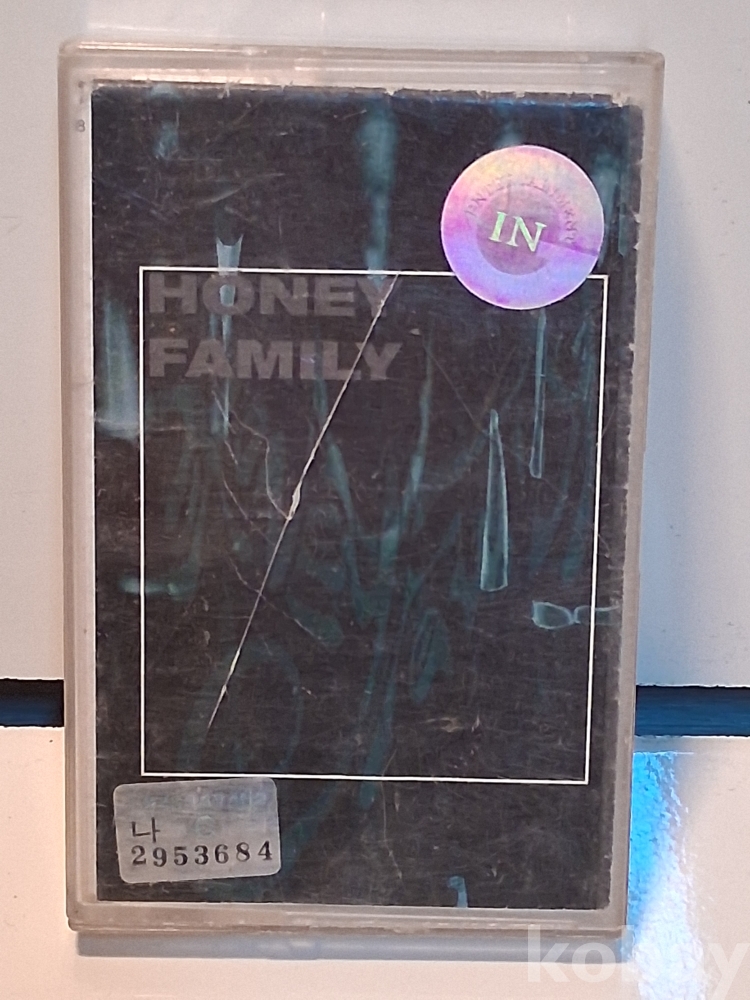 IN
HONEY
FAMILY
나
2953684